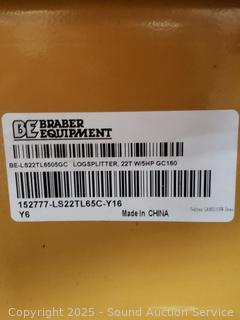 BE BRABER
EQUIPMENT
BE-LS22TL6505GC LOGSPLITTER, 22T W/5HP GC160
152777-LS22TL65C-Y16
Y6
Made In CHINA
Copyright 2025 - Sound Auction Service